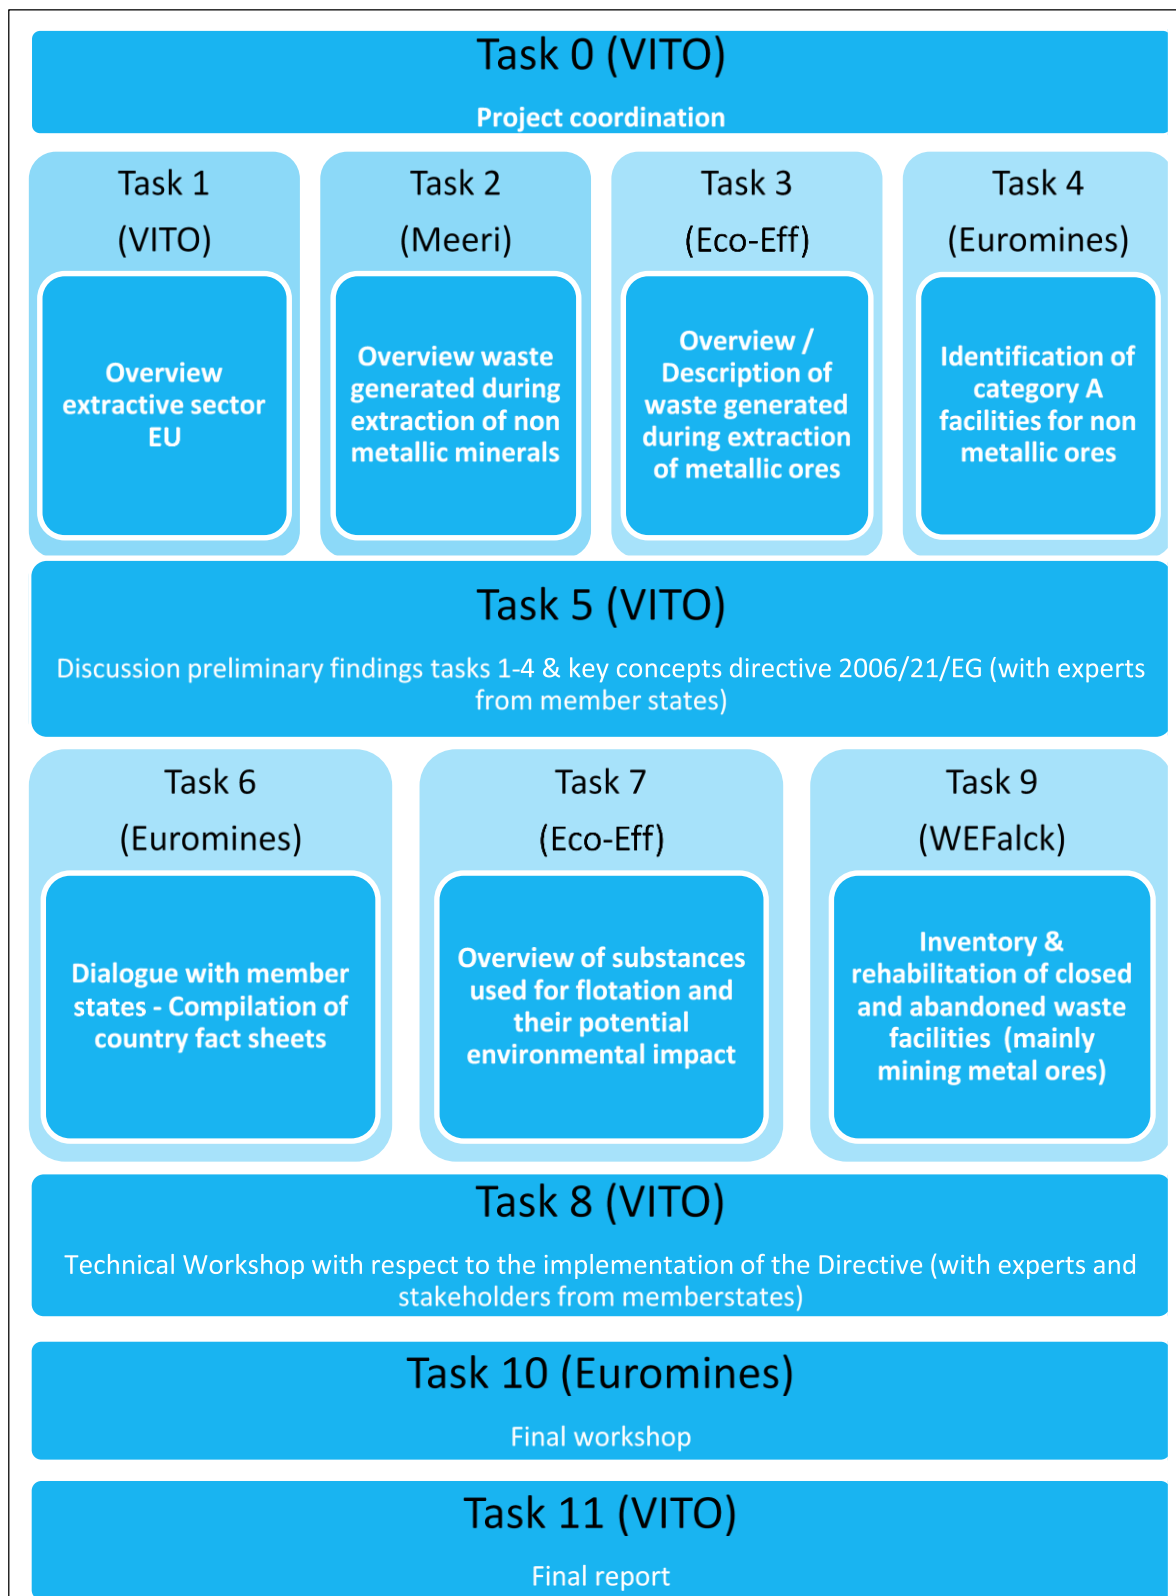 Task 0 (VITO)
Project coordination
Task 1
(VITO)
Overview
extractive sector
EU
Task 2
(Meeri)
Overview waste
generated during
extraction of non
metallic minerals
Task 3
(Eco-Eff)
Overview /
Description of
waste generated
during extraction
of metallic ores
Task 4
(Euromines)
Identification of
category A
facilities for non
metallic ores
Task 5 (VITO)
Discussion preliminary findings tasks 1-4 & key concepts directive 2006/21/EG (with experts
from member states)
Task 6
(Euromines)
Dialogue with member
states - Compilation of
country fact sheets
Task 7
(Eco-Eff)
Overview of substances
used for flotation and
their potential
environmental impact
Task 9
(WEFalck)
Inventory &
rehabilitation of closed
and abandoned waste
facilities (mainly
mining metal ores)
Task 8 (VITO)
Technical Workshop with respect to the implementation of the Directive (with experts and
stakeholders from memberstates)
Task 10 (Euromines)
Final workshop
Task 11 (VITO)
Final report